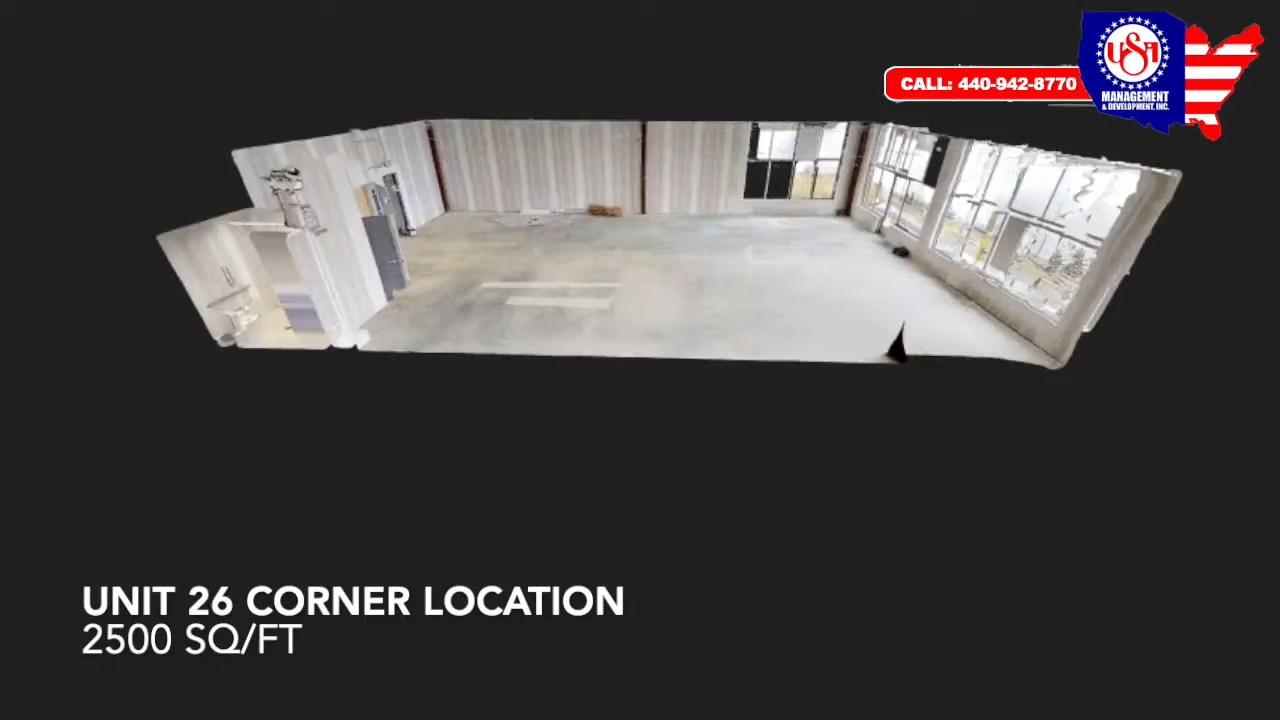 CALL: 440-942-8770
USA
MANAGEMENT
& DEVELOPMENT, INC.
UNIT 26 CORNER LOCATION
2500 SQ/FT